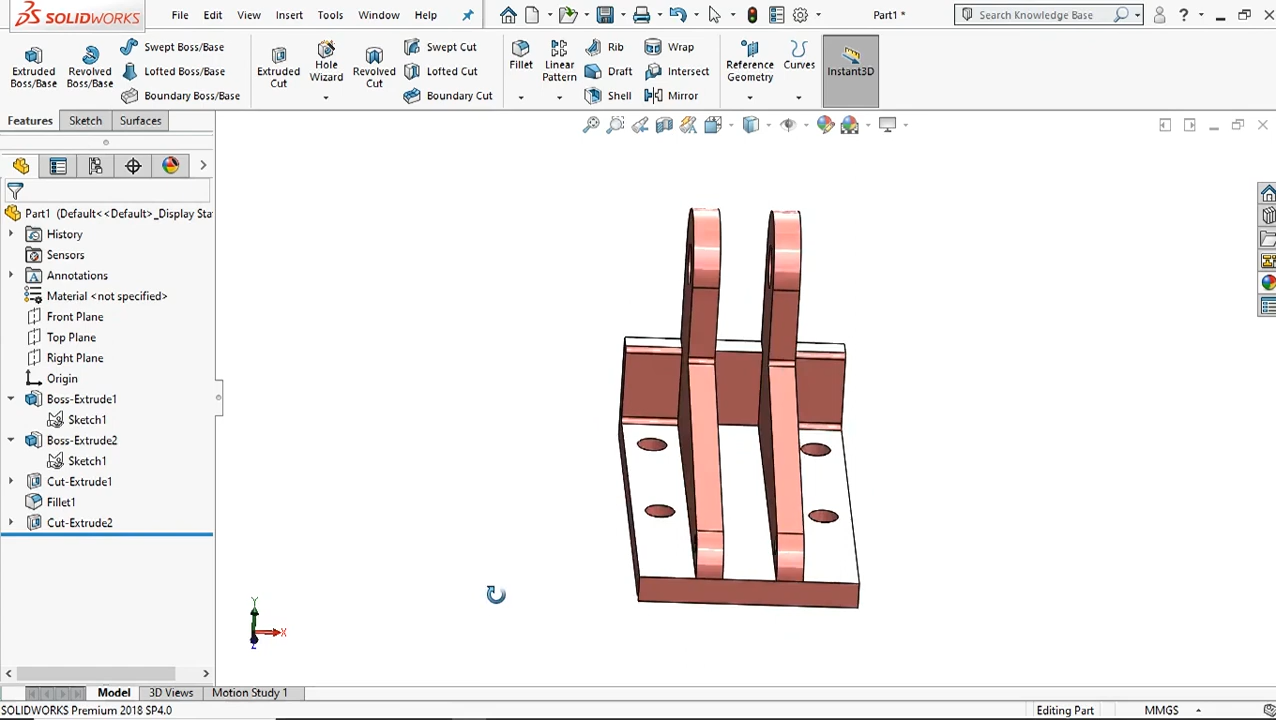 SOLIDWORKS File Edit View Insert Tools Window Help Part1 * Search Knowledge Base ?
Extruded Boss/Base
Revolved Boss/Base
Swept Boss/Base
Lofted Boss/Base
Boundary Boss/Base
Extruded Cut
Hole Wizard
Revolved Cut
Swept Cut
Lofted Cut
Boundary Cut
Fillet
Linear Pattern
Rib
Draft
Shell
Wrap
Intersect
Mirror
Reference Geometry
Curves
Instant3D
Features Sketch Surfaces
Part1 (Default<<Default>_Display Sta
History
Sensors
Annotations
Material <not specified>
Front Plane
Top Plane
Right Plane
Origin
Boss-Extrude1
Sketch1
Boss-Extrude2
Sketch1
Cut-Extrude1
Fillet1
Cut-Extrude2
Y
X
Z
Model 3D Views Motion Study 1
SOLIDWORKS Premium 2018 SP4.0 Editing Part MMGS